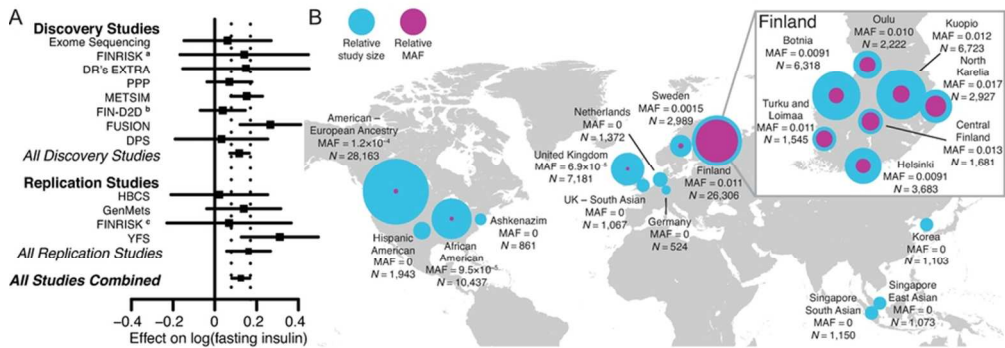 A
Discovery Studies
Exome Sequencing
FINRISK a
DR's EXTRA
PPP
METSIM
FIN-D2D b
FUSION
DPS
All Discovery Studies
Replication Studies
HBCS
GenMets
FINRISK c
YFS
All Replication Studies
All Studies Combined
−0.4 −0.2 0 0.2 0.4
Effect on log(fasting insulin)
B
Relative
study size
Relative
MAF
American –
European Ancestry
MAF = 1.2×10⁻⁴
N = 28,163
Hispanic
American
MAF = 0
N = 1,943
African
American
MAF = 9.5×10⁻⁵
N = 10,437
Ashkenazim
MAF = 0
N = 861
Netherlands
MAF = 0
N = 1,372
United Kingdom
MAF = 6.9×10⁻⁵
N = 7,181
UK – South Asian
MAF = 0
N = 1,067
Germany
MAF = 0
N = 524
Sweden
MAF = 0.0015
N = 2,989
Finland
MAF = 0.011
N = 26,306
Finland
Botnia
MAF = 0.0091
N = 6,318
Oulu
MAF = 0.010
N = 2,222
Kuopio
MAF = 0.012
N = 6,723
North
Karelia
MAF = 0.017
N = 2,927
Turku and
Loimaa
MAF = 0.011
N = 1,545
Central
Finland
MAF = 0.013
N = 1,681
Helsinki
MAF = 0.0091
N = 3,683
Korea
MAF = 0
N = 1,103
Singapore
South Asian
MAF = 0
N = 1,150
Singapore
East Asian
MAF = 0
N = 1,073